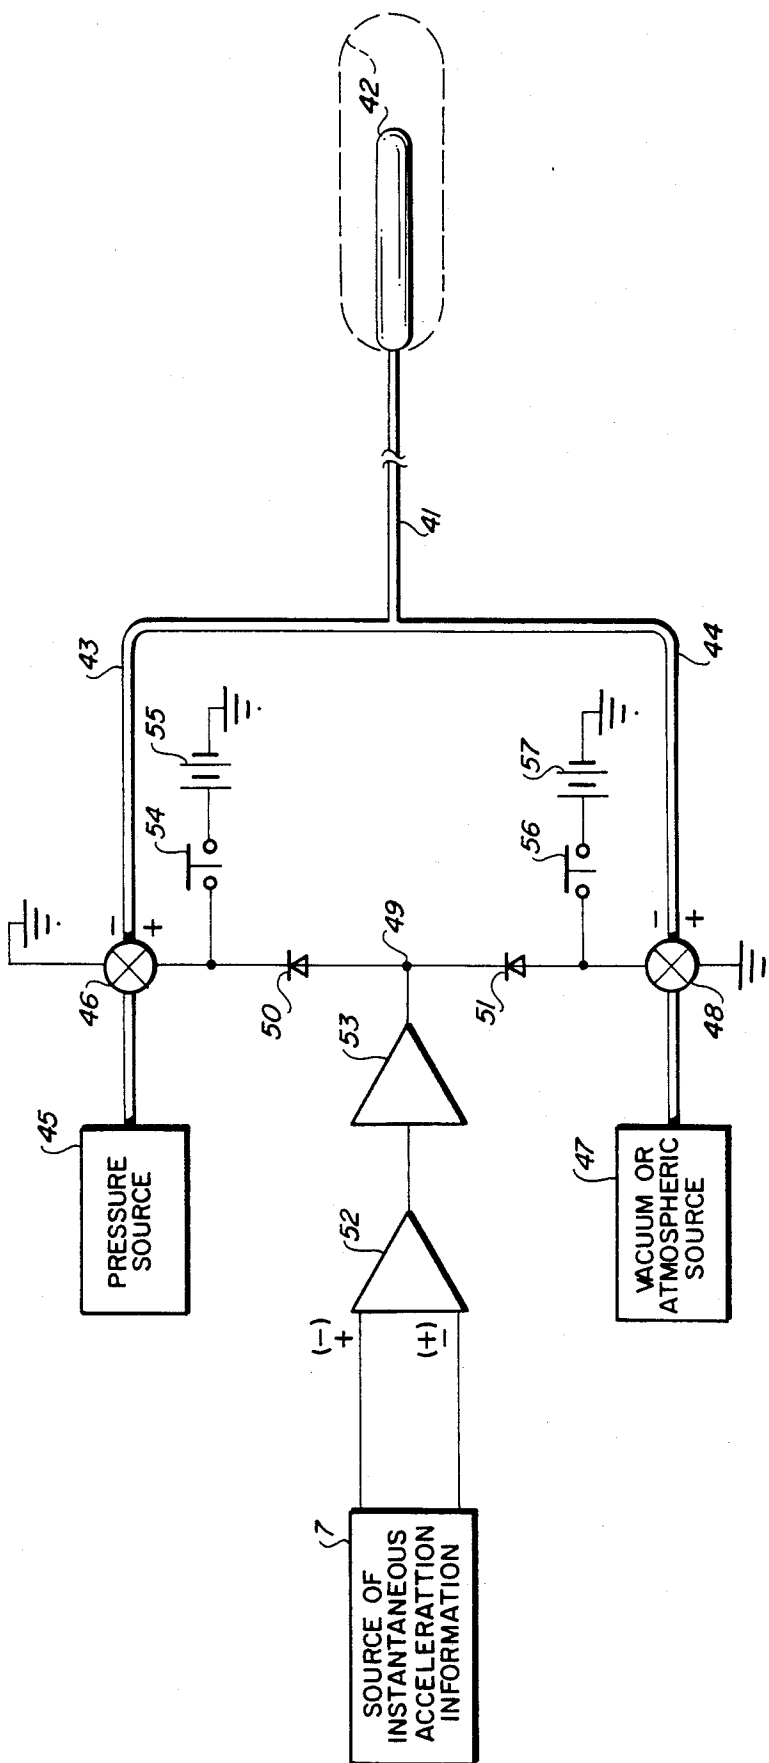 42
43
41
44
55
54
57
56
-
+
-
+
46
50
49
51
48
53
45
PRESSURE
SOURCE
52
47
VACUUM OR
ATMOSPHERIC
SOURCE
(-)
+
(+)
-
7
SOURCE OF
INSTANTANEOUS
ACCELERATTION
INFORMATION